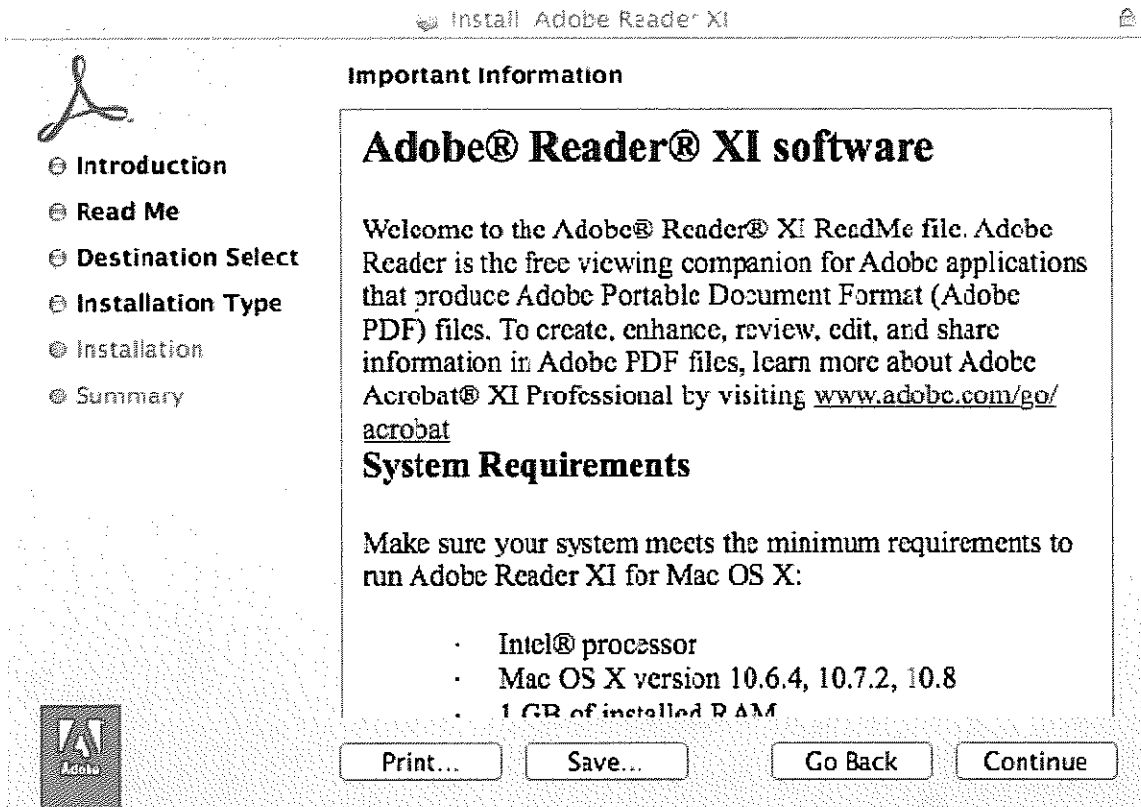 Install Adobe Reader XI
Important Information
Introduction
Read Me
Destination Select
Installation Type
Installation
Summary
Adobe® Reader® XI software
Welcome to the Adobe® Reader® XI ReadMe file. Adobe
Reader is the free viewing companion for Adobe applications
that produce Adobe Portable Document Format (Adobe
PDF) files. To create, enhance, review, edit, and share
information in Adobe PDF files, learn more about Adobe
Acrobat® XI Professional by visiting www.adobe.com/go/
acrobat
System Requirements
Make sure your system meets the minimum requirements to
run Adobe Reader XI for Mac OS X:
· Intel® processor
· Mac OS X version 10.6.4, 10.7.2, 10.8
· 1 GB of installed RAM
Adobe
Print...
Save...
Go Back
Continue